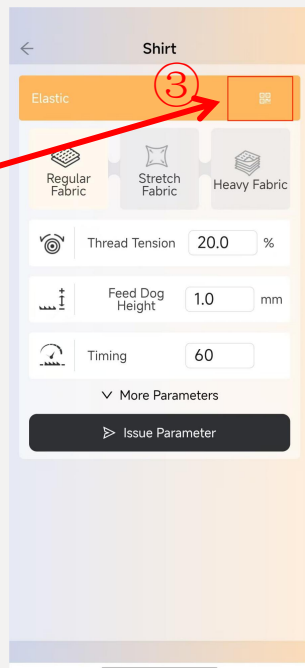 Shirt
③
Elastic
Regular
Fabric
Stretch
Fabric
Heavy Fabric
Thread Tension 20.0 %
Feed Dog
Height 1.0 mm
Timing 60
More Parameters
Issue Parameter